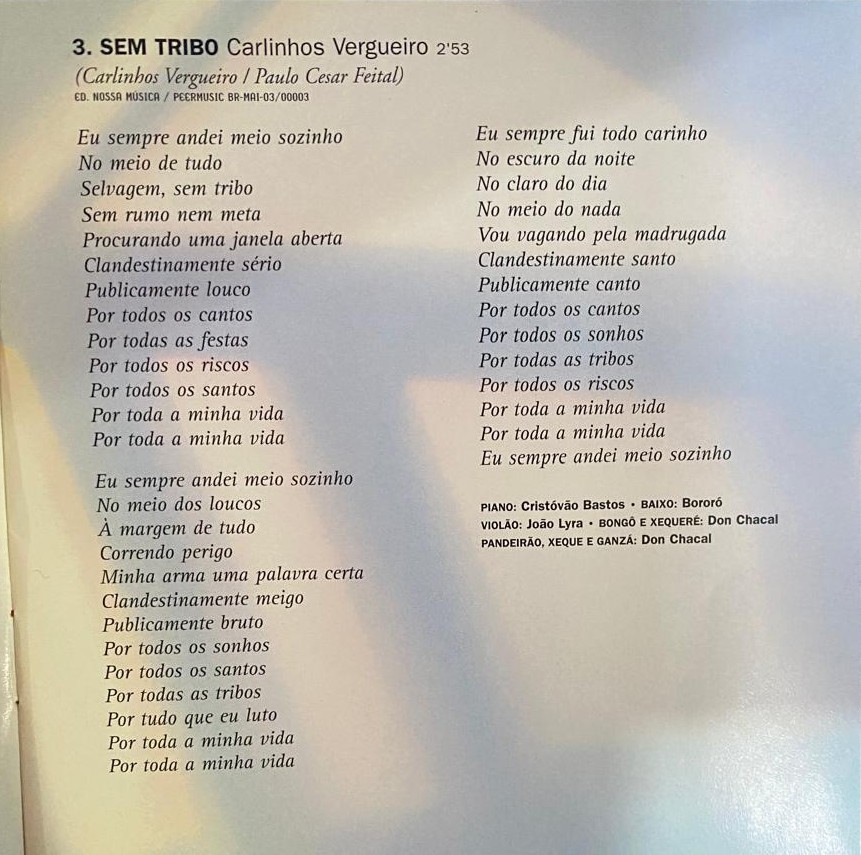 3. SEM TRIBO Carlinhos Vergueiro 2'53
(Carlinhos Vergueiro / Paulo Cesar Feital)
ED. NOSSA MÚSICA / PEERMUSIC BR-MAI-03/00003
Eu sempre andei meio sozinho
No meio de tudo
Selvagem, sem tribo
Sem rumo nem meta
Procurando uma janela aberta
Clandestinamente sério
Publicamente louco
Por todos os cantos
Por todas as festas
Por todos os riscos
Por todos os santos
Por toda a minha vida
Por toda a minha vida
Eu sempre andei meio sozinho
No meio dos loucos
À margem de tudo
Correndo perigo
Minha arma uma palavra certa
Clandestinamente meigo
Publicamente bruto
Por todos os sonhos
Por todos os santos
Por todas as tribos
Por tudo que eu luto
Por toda a minha vida
Por toda a minha vida
Eu sempre fui todo carinho
No escuro da noite
No claro do dia
No meio do nada
Vou vagando pela madrugada
Clandestinamente santo
Publicamente canto
Por todos os cantos
Por todos os sonhos
Por todas as tribos
Por todos os riscos
Por toda a minha vida
Por toda a minha vida
Eu sempre andei meio sozinho
PIANO: Cristóvão Bastos • BAIXO: Bororó
VIOLÃO: João Lyra • BONGÔ E XEQUERÉ: Don Chacal
PANDEIRÃO, XEQUE E GANZÁ: Don Chacal